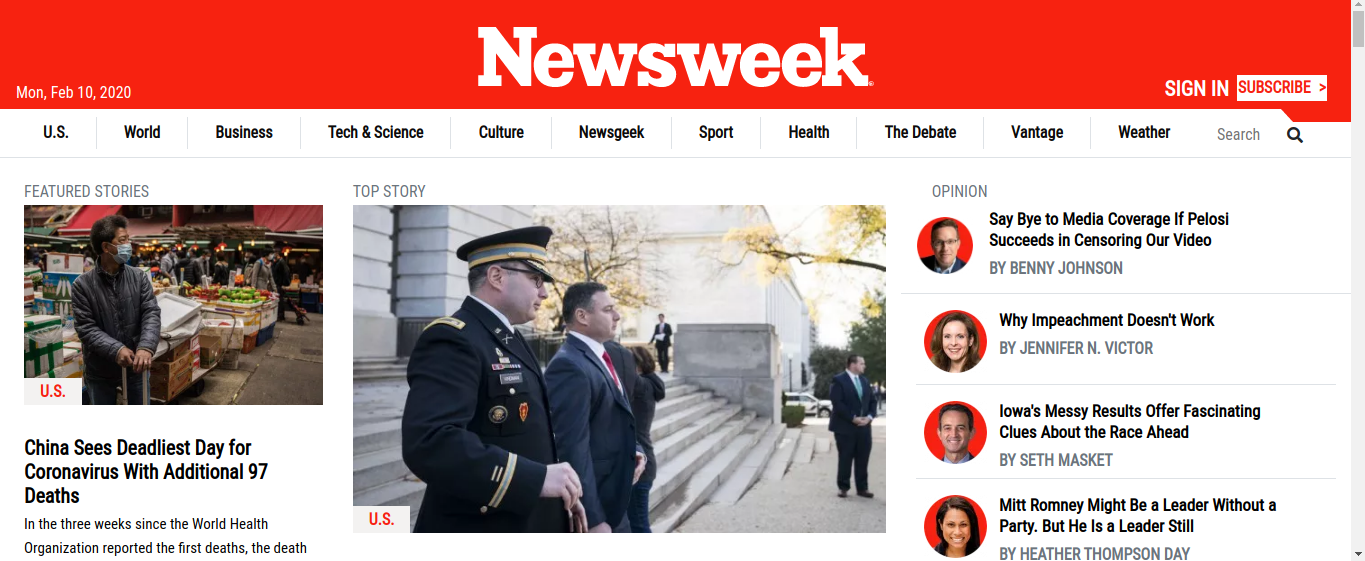 Newsweek
Mon, Feb 10, 2020
SIGN IN
SUBSCRIBE >
U.S.
World
Business
Tech & Science
Culture
Newsgeek
Sport
Health
The Debate
Vantage
Weather
Search
FEATURED STORIES
U.S.
China Sees Deadliest Day for
Coronavirus With Additional 97
Deaths
In the three weeks since the World Health
Organization reported the first deaths, the death
TOP STORY
U.S.
OPINION
Say Bye to Media Coverage If Pelosi
Succeeds in Censoring Our Video
BY BENNY JOHNSON
Why Impeachment Doesn't Work
BY JENNIFER N. VICTOR
Iowa's Messy Results Offer Fascinating
Clues About the Race Ahead
BY SETH MASKET
Mitt Romney Might Be a Leader Without a
Party. But He Is a Leader Still
BY HEATHER THOMPSON DAY